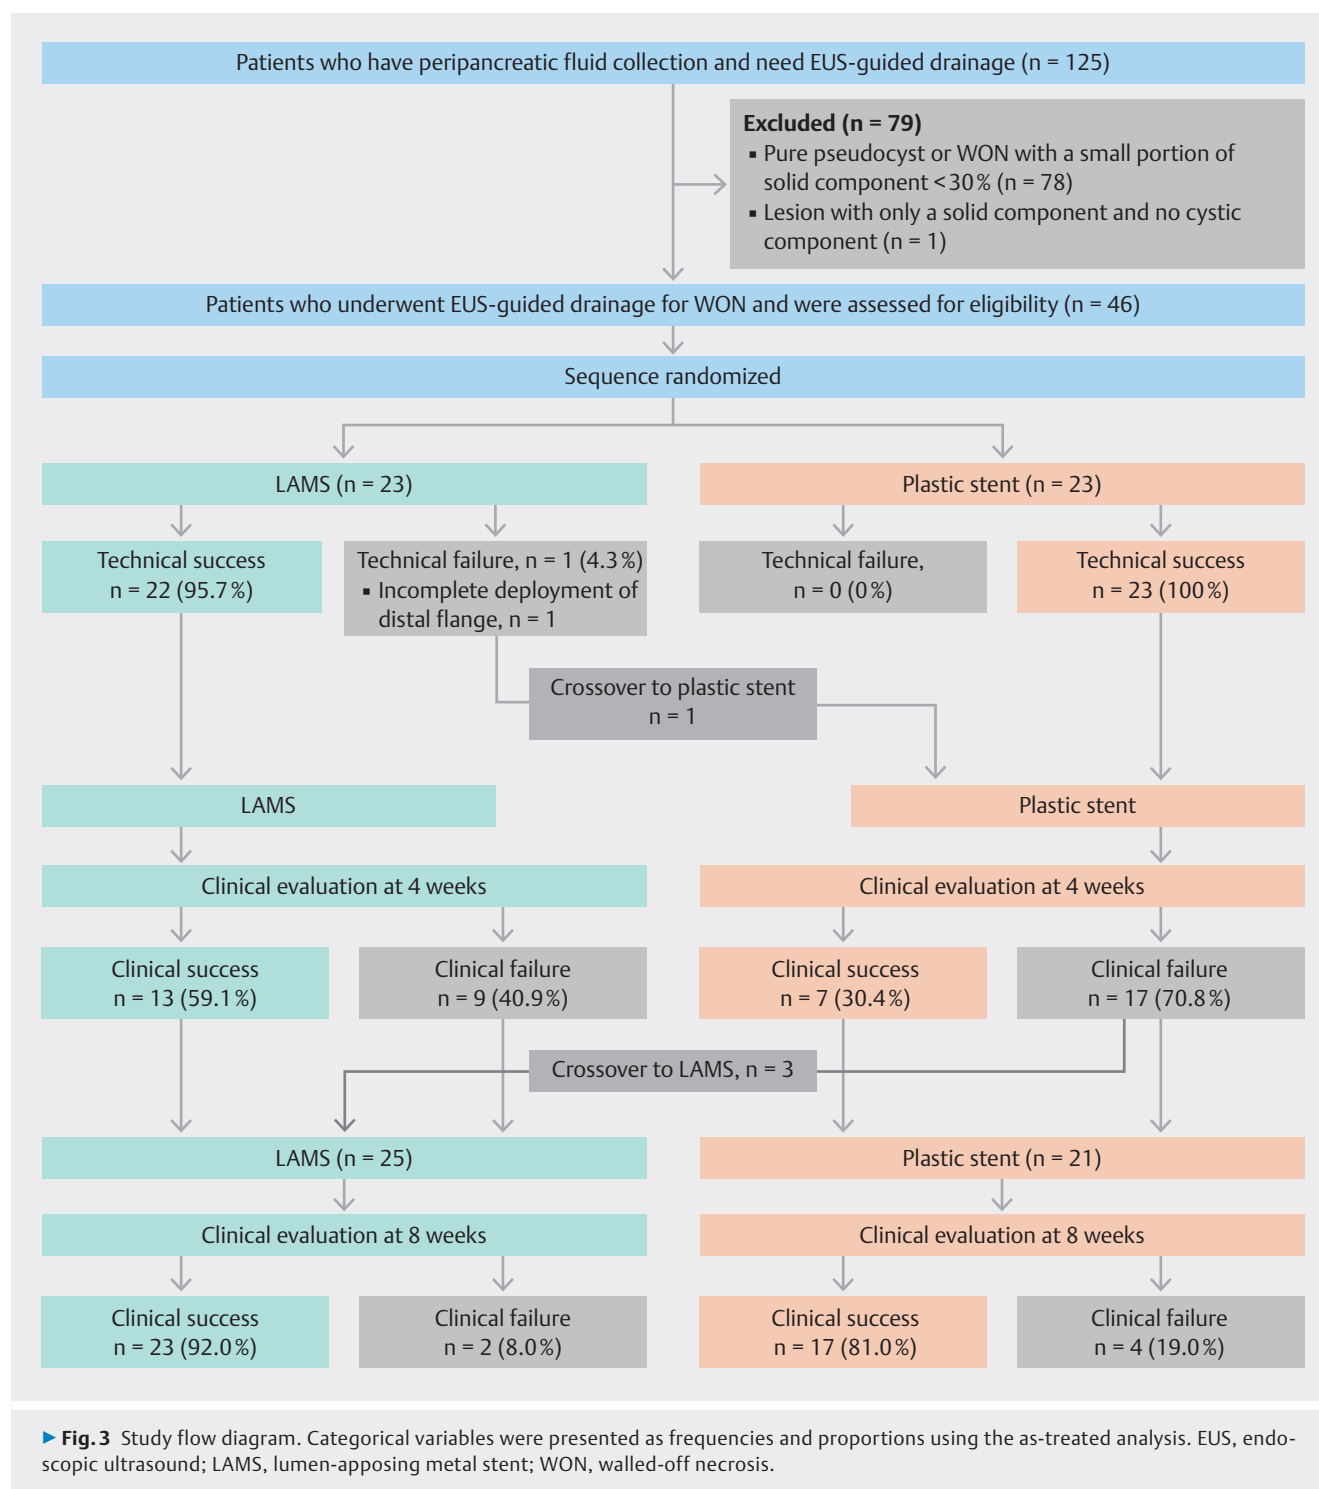 Patients who have peripancreatic fluid collection and need EUS-guided drainage (n = 125)
Excluded (n = 79)
▪ Pure pseudocyst or WON with a small portion of
solid component <30% (n = 78)
▪ Lesion with only a solid component and no cystic
component (n = 1)
Patients who underwent EUS-guided drainage for WON and were assessed for eligibility (n = 46)
Sequence randomized
LAMS (n = 23)
Plastic stent (n = 23)
Technical success
n = 22 (95.7%)
Technical failure, n = 1 (4.3%)
▪ Incomplete deployment of
distal flange, n = 1
Technical failure,
n = 0 (0%)
Technical success
n = 23 (100%)
Crossover to plastic stent
n = 1
LAMS
Plastic stent
Clinical evaluation at 4 weeks
Clinical evaluation at 4 weeks
Clinical success
n = 13 (59.1%)
Clinical failure
n = 9 (40.9%)
Clinical success
n = 7 (30.4%)
Clinical failure
n = 17 (70.8%)
Crossover to LAMS, n = 3
LAMS (n = 25)
Plastic stent (n = 21)
Clinical evaluation at 8 weeks
Clinical evaluation at 8 weeks
Clinical success
n = 23 (92.0%)
Clinical failure
n = 2 (8.0%)
Clinical success
n = 17 (81.0%)
Clinical failure
n = 4 (19.0%)
▶ Fig. 3 Study flow diagram. Categorical variables were presented as frequencies and proportions using the as-treated analysis. EUS, endo-
scopic ultrasound; LAMS, lumen-apposing metal stent; WON, walled-off necrosis.